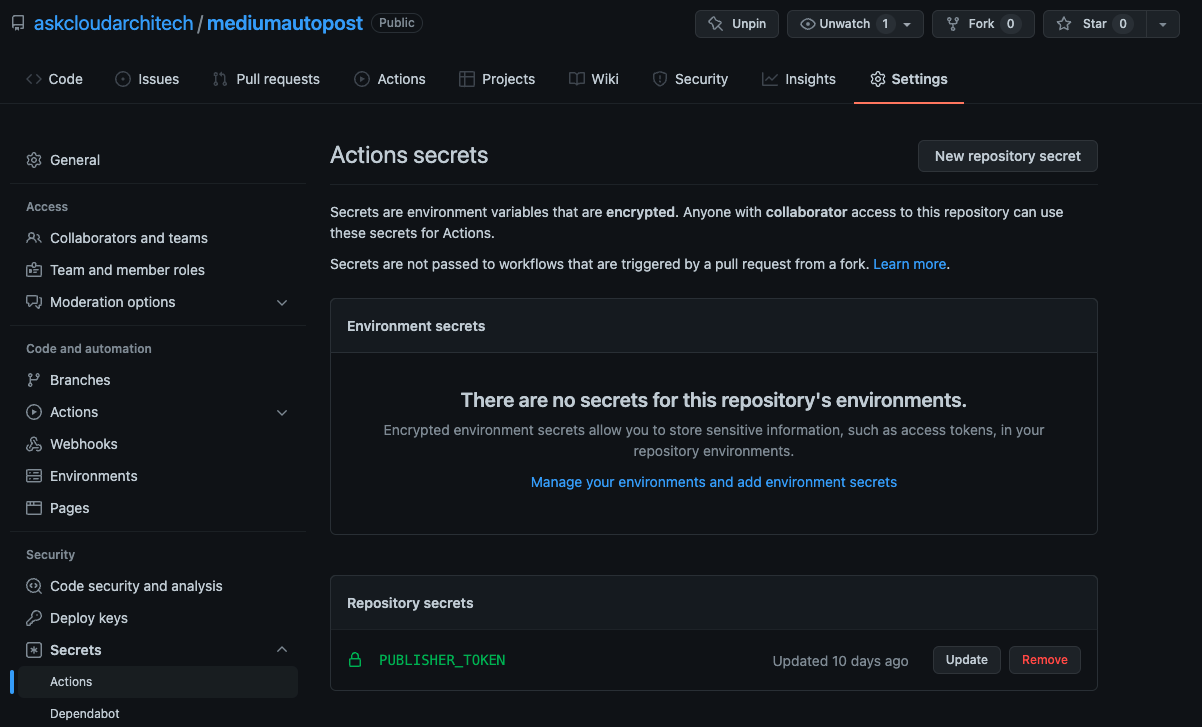 askcloudarchitech / mediumautopost Public
Unpin
Unwatch 1
Fork 0
Star 0
Code
Issues
Pull requests
Actions
Projects
Wiki
Security
Insights
Settings
General
Access
Collaborators and teams
Team and member roles
Moderation options
Code and automation
Branches
Actions
Webhooks
Environments
Pages
Security
Code security and analysis
Deploy keys
Secrets
Actions
Dependabot
Actions secrets
New repository secret
Secrets are environment variables that are encrypted. Anyone with collaborator access to this repository can use
these secrets for Actions.
Secrets are not passed to workflows that are triggered by a pull request from a fork. Learn more.
Environment secrets
There are no secrets for this repository's environments.
Encrypted environment secrets allow you to store sensitive information, such as access tokens, in your
repository environments.
Manage your environments and add environment secrets
Repository secrets
PUBLISHER_TOKEN
Updated 10 days ago
Update
Remove